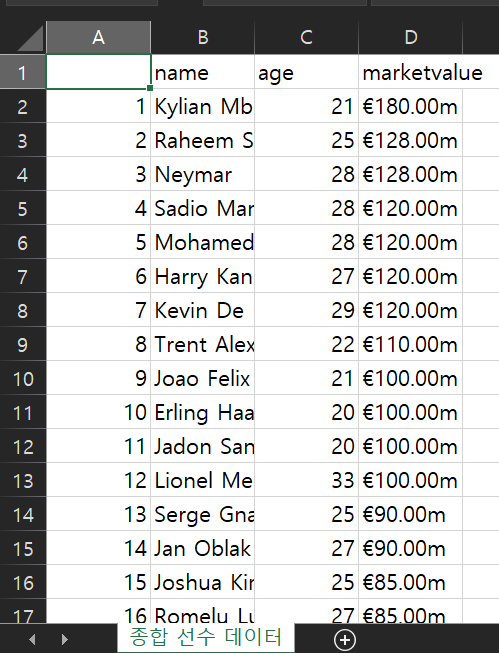 A B C D
1 name age marketvalue
2 1 Kylian Mb 21 €180.00m
3 2 Raheem S 25 €128.00m
4 3 Neymar 28 €128.00m
5 4 Sadio Mar 28 €120.00m
6 5 Mohamed 28 €120.00m
7 6 Harry Kan 27 €120.00m
8 7 Kevin De 29 €120.00m
9 8 Trent Alex 22 €110.00m
10 9 Joao Felix 21 €100.00m
11 10 Erling Haa 20 €100.00m
12 11 Jadon San 20 €100.00m
13 12 Lionel Me 33 €100.00m
14 13 Serge Gna 25 €90.00m
15 14 Jan Oblak 27 €90.00m
16 15 Joshua Kir 25 €85.00m
17 16 Romelu Lu 27 €85.00m
종합 선수 데이터